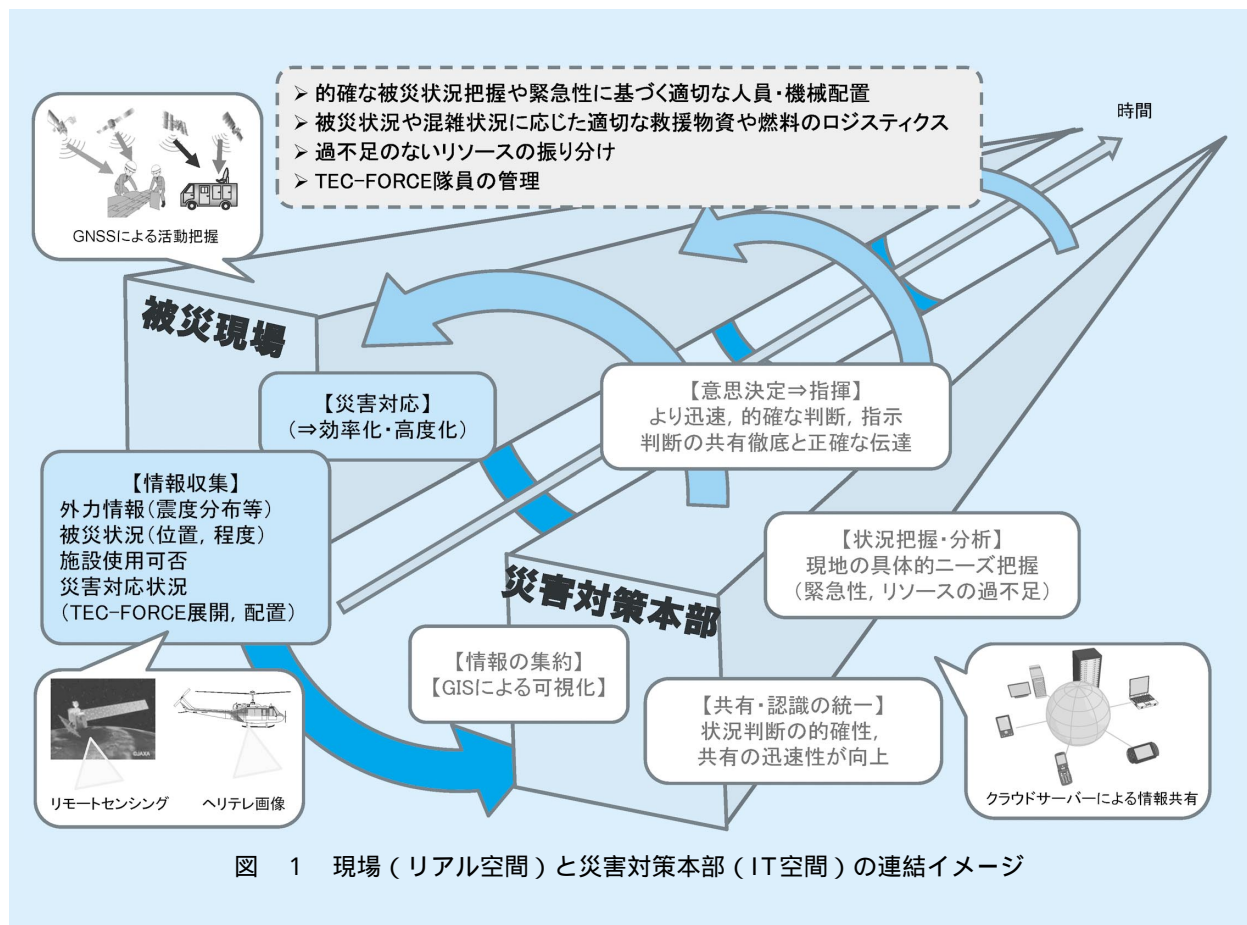 ➢ 的確な被災状況把握や緊急性に基づく適切な人員・機械配置
➢ 被災状況や混雑状況に応じた適切な救援物資や燃料のロジスティクス
➢ 過不足のないリソースの振り分け
➢ TEC-FORCE隊員の管理
時間
GNSSによる活動把握
被災現場
【災害対応】
(⇒効率化・高度化)
【意思決定⇒指揮】
より迅速, 的確な判断, 指示
判断の共有徹底と正確な伝達
【情報収集】
外力情報(震度分布等)
被災状況(位置, 程度)
施設使用可否
災害対応状況
(TEC-FORCE展開, 配置)
【状況把握・分析】
現地の具体的ニーズ把握
(緊急性, リソースの過不足)
災害対策本部
【情報の集約】
【GISによる可視化】
【共有・認識の統一】
状況判断の的確性,
共有の迅速性が向上
©JAXA
リモートセンシング
ヘリテレ画像
クラウドサーバーによる情報共有
図 1 現場(リアル空間)と災害対策本部(IT空間)の連結イメージ